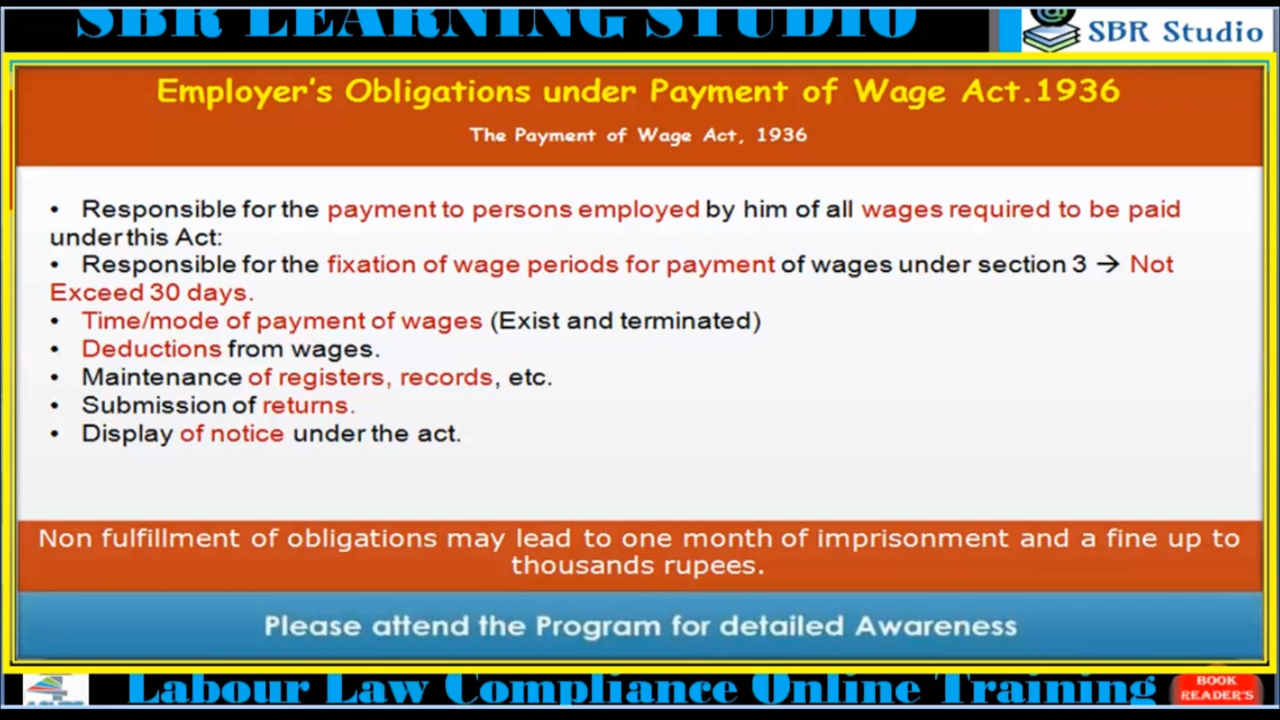 SBR LEARNING STUDIO
SBR Studio
Employer's Obligations under Payment of Wage Act.1936
The Payment of Wage Act, 1936
• Responsible for the payment to persons employed by him of all wages required to be paid
under this Act:
• Responsible for the fixation of wage periods for payment of wages under section 3 → Not
Exceed 30 days.
• Time/mode of payment of wages (Exist and terminated)
• Deductions from wages.
• Maintenance of registers, records, etc.
• Submission of returns.
• Display of notice under the act.
Non fulfillment of obligations may lead to one month of imprisonment and a fine up to
thousands rupees.
Please attend the Program for detailed Awareness
Labour Law Compliance Online Training
BOOK
READER'S